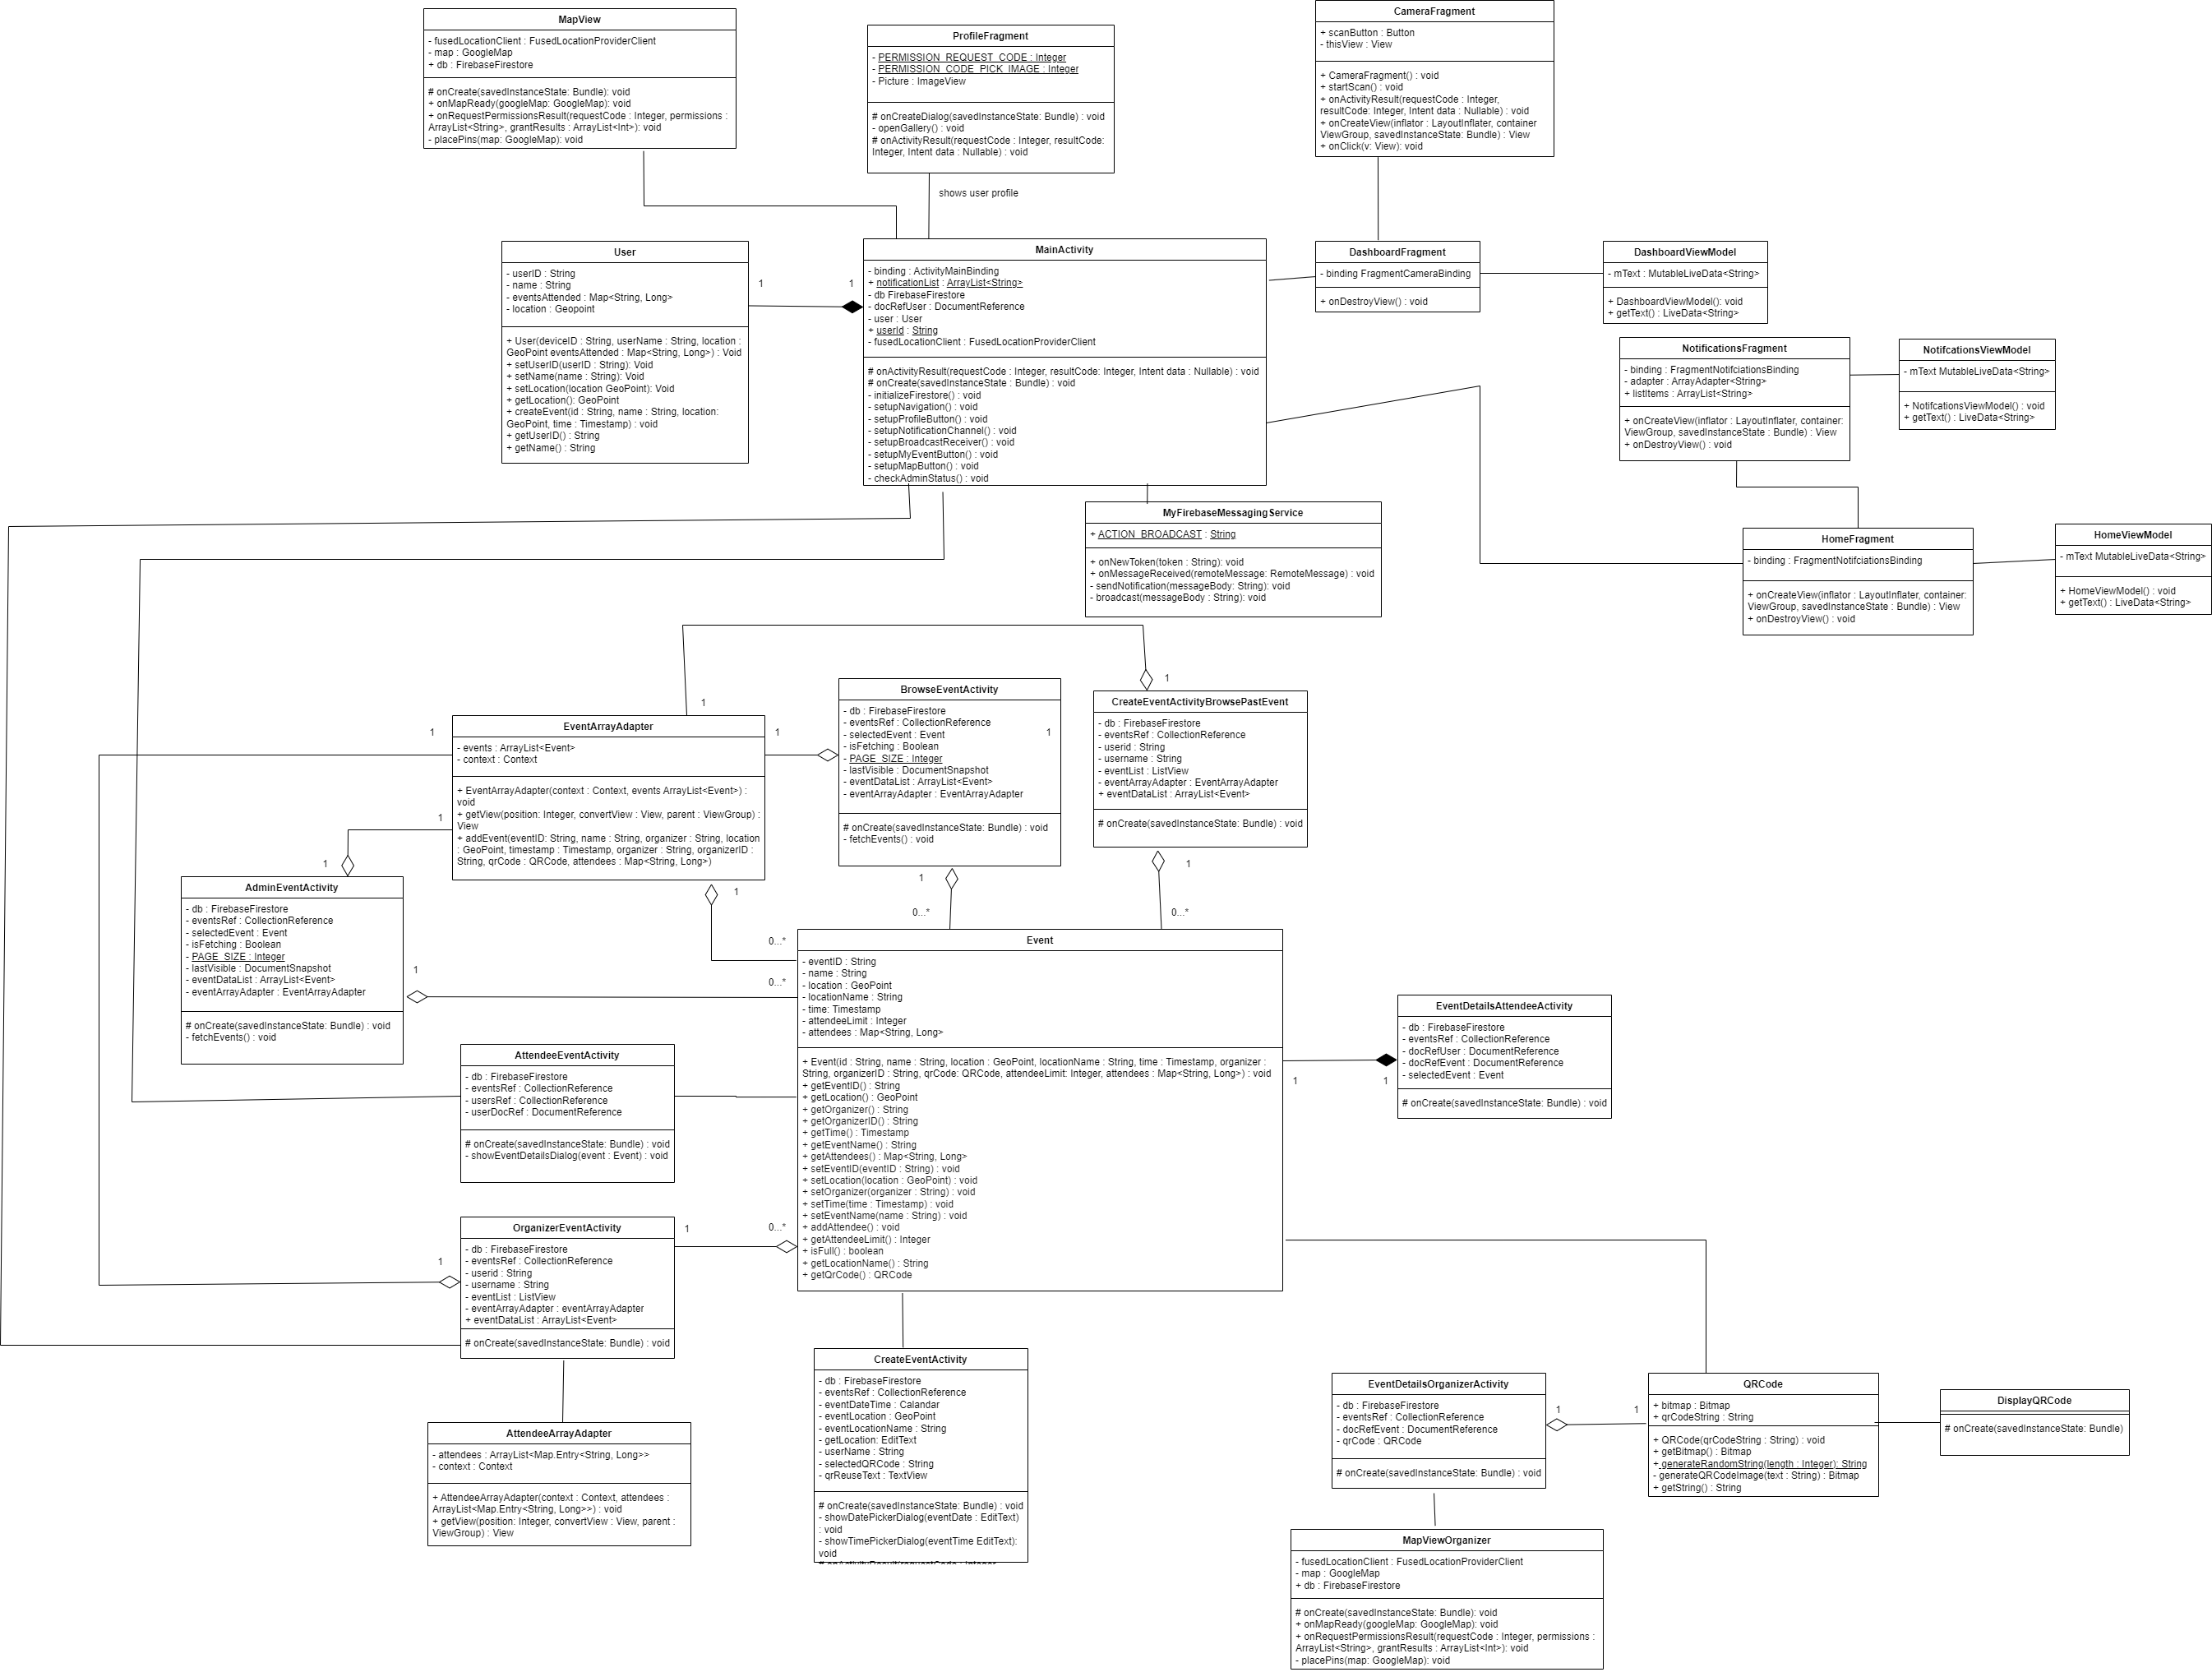 MapView
- fusedLocationClient : FusedLocationProviderClient
- map : GoogleMap
+ db : FirebaseFirestore
# onCreate(savedInstanceState: Bundle): void
+ onMapReady(googleMap: GoogleMap): void
+ onRequestPermissionsResult(requestCode : Integer, permissions :
ArrayList<String>, grantResults : ArrayList<Int>): void
- placePins(map: GoogleMap): void
ProfileFragment
- PERMISSION_REQUEST_CODE : Integer
- PERMISSION_CODE_PICK_IMAGE : Integer
- Picture : ImageView
# onCreateDialog(savedInstanceState: Bundle) : void
- openGallery() : void
# onActivityResult(requestCode : Integer, resultCode:
Integer, Intent data : Nullable) : void
shows user profile
CameraFragment
+ scanButton : Button
- thisView : View
+ CameraFragment() : void
+ startScan() : void
+ onActivityResult(requestCode : Integer,
resultCode: Integer, Intent data : Nullable) : void
+ onCreateView(inflator : LayoutInflater, container
ViewGroup, savedInstanceState: Bundle) : View
+ onClick(v: View): void
User
- userID : String
- name : String
- eventsAttended : Map<String, Long>
- location : Geopoint
+ User(deviceID : String, userName : String, location :
GeoPoint eventsAttended : Map<String, Long>) : Void
+ setUserID(userID : String): Void
+ setName(name : String): Void
+ setLocation(location GeoPoint): Void
+ getLocation(): GeoPoint
+ createEvent(id : String, name : String, location:
GeoPoint, time : Timestamp) : void
+ getUserID() : String
+ getName() : String
1
1
MainActivity
- binding : ActivityMainBinding
+ notificationList : ArrayList<String>
- db FirebaseFirestore
- docRefUser : DocumentReference
- user : User
+ userId : String
- fusedLocationClient : FusedLocationProviderClient
# onActivityResult(requestCode : Integer, resultCode: Integer, Intent data : Nullable) : void
# onCreate(savedInstanceState : Bundle) : void
- initializeFirestore() : void
- setupNavigation() : void
- setupProfileButton() : void
- setupNotificationChannel() : void
- setupBroadcastReceiver() : void
- setupMyEventButton() : void
- setupMapButton() : void
- checkAdminStatus() : void
DashboardFragment
- binding FragmentCameraBinding
+ onDestroyView() : void
DashboardViewModel
- mText : MutableLiveData<String>
+ DashboardViewModel(): void
+ getText() : LiveData<String>
NotificationsFragment
- binding : FragmentNotifciationsBinding
- adapter : ArrayAdapter<String>
+ listItems : ArrayList<String>
+ onCreateView(inflator : LayoutInflater, container:
ViewGroup, savedInstanceState : Bundle) : View
+ onDestroyView() : void
NotifcationsViewModel
- mText MutableLiveData<String>
+ NotifcationsViewModel() : void
+ getText() : LiveData<String>
MyFirebaseMessagingService
+ ACTION_BROADCAST : String
+ onNewToken(token : String): void
+ onMessageReceived(remoteMessage: RemoteMessage) : void
- sendNotification(messageBody: String): void
- broadcast(messageBody : String): void
HomeFragment
- binding : FragmentNotifciationsBinding
+ onCreateView(inflator : LayoutInflater, container:
ViewGroup, savedInstanceState : Bundle) : View
+ onDestroyView() : void
HomeViewModel
- mText MutableLiveData<String>
+ HomeViewModel() : void
+ getText() : LiveData<String>
EventArrayAdapter
- events : ArrayList<Event>
- context : Context
+ EventArrayAdapter(context : Context, events ArrayList<Event>) :
void
+ getView(position: Integer, convertView : View, parent : ViewGroup) :
View
+ addEvent(eventID: String, name : String, organizer : String, location
: GeoPoint, timestamp : Timestamp, organizer : String, organizerID :
String, qrCode : QRCode, attendees : Map<String, Long>)
1
1
1
1
1
1
BrowseEventActivity
- db : FirebaseFirestore
- eventsRef : CollectionReference
- selectedEvent : Event
- isFetching : Boolean
- PAGE_SIZE : Integer
- lastVisible : DocumentSnapshot
- eventDataList : ArrayList<Event>
- eventArrayAdapter : EventArrayAdapter
# onCreate(savedInstanceState: Bundle) : void
- fetchEvents() : void
1
CreateEventActivityBrowsePastEvent
- db : FirebaseFirestore
- eventsRef : CollectionReference
- userid : String
- username : String
- eventList : ListView
- eventArrayAdapter : EventArrayAdapter
+ eventDataList : ArrayList<Event>
# onCreate(savedInstanceState: Bundle) : void
1
1
1
0...*
0...*
0...*
0...*
AdminEventActivity
- db : FirebaseFirestore
- eventsRef : CollectionReference
- selectedEvent : Event
- isFetching : Boolean
- PAGE_SIZE : Integer
- lastVisible : DocumentSnapshot
- eventDataList : ArrayList<Event>
- eventArrayAdapter : EventArrayAdapter
# onCreate(savedInstanceState: Bundle) : void
- fetchEvents() : void
1
Event
- eventID : String
- name : String
- location : GeoPoint
- locationName : String
- time: Timestamp
- attendeeLimit : Integer
- attendees : Map<String, Long>
+ Event(id : String, name : String, location : GeoPoint, locationName : String, time : Timestamp, organizer :
String, organizerID : String, qrCode: QRCode, attendeeLimit: Integer, attendees : Map<String, Long>) : void
+ getEventID() : String
+ getLocation() : GeoPoint
+ getOrganizer() : String
+ getOrganizerID() : String
+ getTime() : Timestamp
+ getEventName() : String
+ getAttendees() : Map<String, Long>
+ setEventID(eventID : String) : void
+ setLocation(location : GeoPoint) : void
+ setOrganizer(organizer : String) : void
+ setTime(time : Timestamp) : void
+ setEventName(name : String) : void
+ addAttendee() : void
+ getAttendeeLimit() : Integer
+ isFull() : boolean
+ getLocationName() : String
+ getQrCode() : QRCode
EventDetailsAttendeeActivity
- db : FirebaseFirestore
- eventsRef : CollectionReference
- docRefUser : DocumentReference
- docRefEvent : DocumentReference
- selectedEvent : Event
# onCreate(savedInstanceState: Bundle) : void
1
1
AttendeeEventActivity
- db : FirebaseFirestore
- eventsRef : CollectionReference
- usersRef : CollectionReference
- userDocRef : DocumentReference
# onCreate(savedInstanceState: Bundle) : void
- showEventDetailsDialog(event : Event) : void
OrganizerEventActivity
- db : FirebaseFirestore
- eventsRef : CollectionReference
- userid : String
- username : String
- eventList : ListView
- eventArrayAdapter : eventArrayAdapter
+ eventDataList : ArrayList<Event>
# onCreate(savedInstanceState: Bundle) : void
1
0...*
1
AttendeeArrayAdapter
- attendees : ArrayList<Map.Entry<String, Long>>
- context : Context
+ AttendeeArrayAdapter(context : Context, attendees :
ArrayList<Map.Entry<String, Long>>) : void
+ getView(position: Integer, convertView : View, parent :
ViewGroup) : View
CreateEventActivity
- db : FirebaseFirestore
- eventsRef : CollectionReference
- eventDateTime : Calandar
- eventLocation : GeoPoint
- eventLocationName : String
- getLocation: EditText
- userName : String
- selectedQRCode : String
- qrReuseText : TextView
# onCreate(savedInstanceState: Bundle) : void
- showDatePickerDialog(eventDate : EditText)
: void
- showTimePickerDialog(eventTime EditText):
void
EventDetailsOrganizerActivity
- db : FirebaseFirestore
- eventsRef : CollectionReference
- docRefEvent : DocumentReference
- qrCode : QRCode
# onCreate(savedInstanceState: Bundle) : void
1
1
QRCode
+ bitmap : Bitmap
+ qrCodeString : String
+ QRCode(qrCodeString : String) : void
+ getBitmap() : Bitmap
+ generateRandomString(length : Integer): String
- generateQRCodeImage(text : String) : Bitmap
+ getString() : String
DisplayQRCode
# onCreate(savedInstanceState: Bundle)
MapViewOrganizer
- fusedLocationClient : FusedLocationProviderClient
- map : GoogleMap
+ db : FirebaseFirestore
# onCreate(savedInstanceState: Bundle): void
+ onMapReady(googleMap: GoogleMap): void
+ onRequestPermissionsResult(requestCode : Integer, permissions :
ArrayList<String>, grantResults : ArrayList<Int>): void
- placePins(map: GoogleMap): void